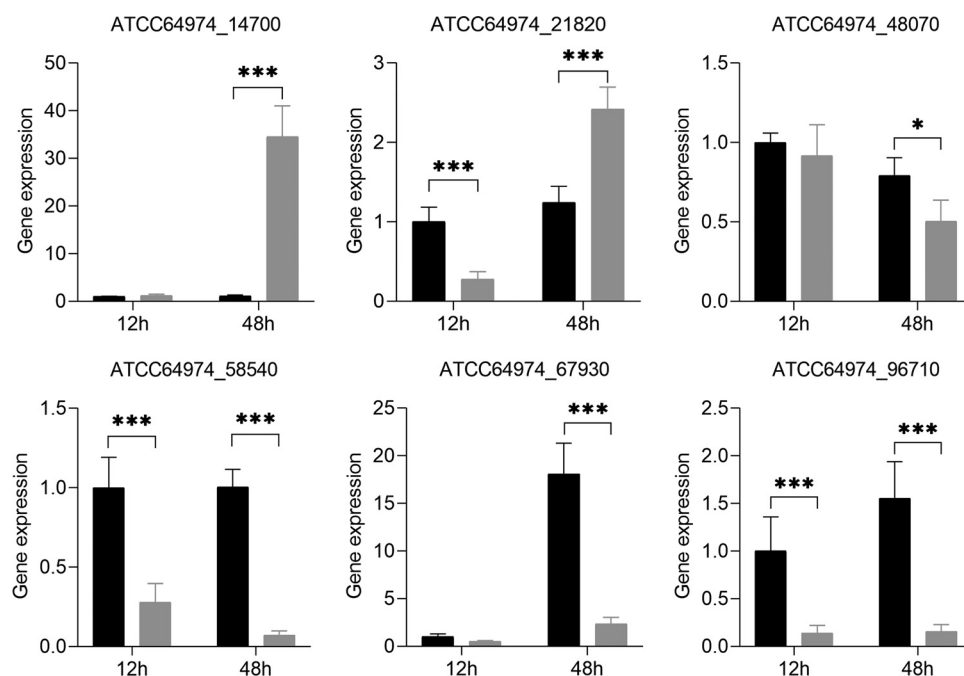 ATCC64974_14700
Gene expression
50
40
30
20
10
0
***
12h
48h
ATCC64974_21820
Gene expression
3
2
1
0
***
***
12h
48h
ATCC64974_48070
Gene expression
1.5
1.0
0.5
0.0
*
12h
48h
ATCC64974_58540
Gene expression
1.5
1.0
0.5
0.0
***
***
12h
48h
ATCC64974_67930
Gene expression
25
20
15
10
5
0
***
12h
48h
ATCC64974_96710
Gene expression
2.5
2.0
1.5
1.0
0.5
0.0
***
***
12h
48h